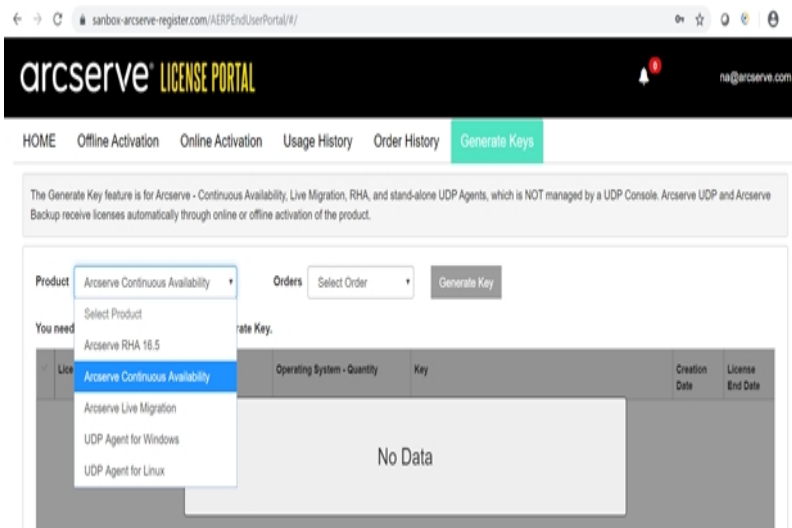 sanbox-arcserve-register.com/AERPEndUserPortal/#/
arcserve® LICENSE PORTAL
0
na@arcserve.com
HOME Offline Activation Online Activation Usage History Order History Generate Keys
The Generate Key feature is for Arcserve - Continuous Availability, Live Migration, RHA, and stand-alone UDP Agents, which is NOT managed by a UDP Console. Arcserve UDP and Arcserve
Backup receive licenses automatically through online or offline activation of the product.
Product Arcserve Continuous Availability Orders Select Order Generate Key
Select Product
You need rate Key.
Arcserve RHA 16.5
Lice Operating System - Quantity Key Creation Date License End Date
Arcserve Continuous Availability
Arcserve Live Migration
UDP Agent for Windows
No Data
UDP Agent for Linux